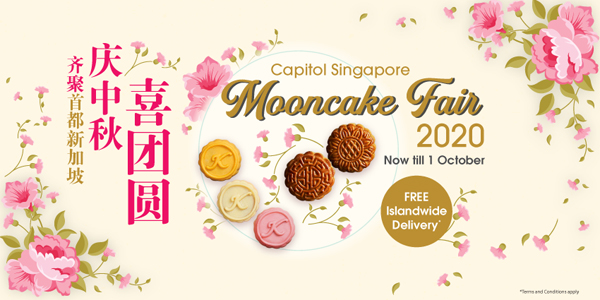 庆中秋
喜团圆
齐聚首都新加坡
Capitol Singapore
Mooncake Fair
2020
Now till 1 October
FREE
Islandwide
Delivery*
*Terms and Conditions apply